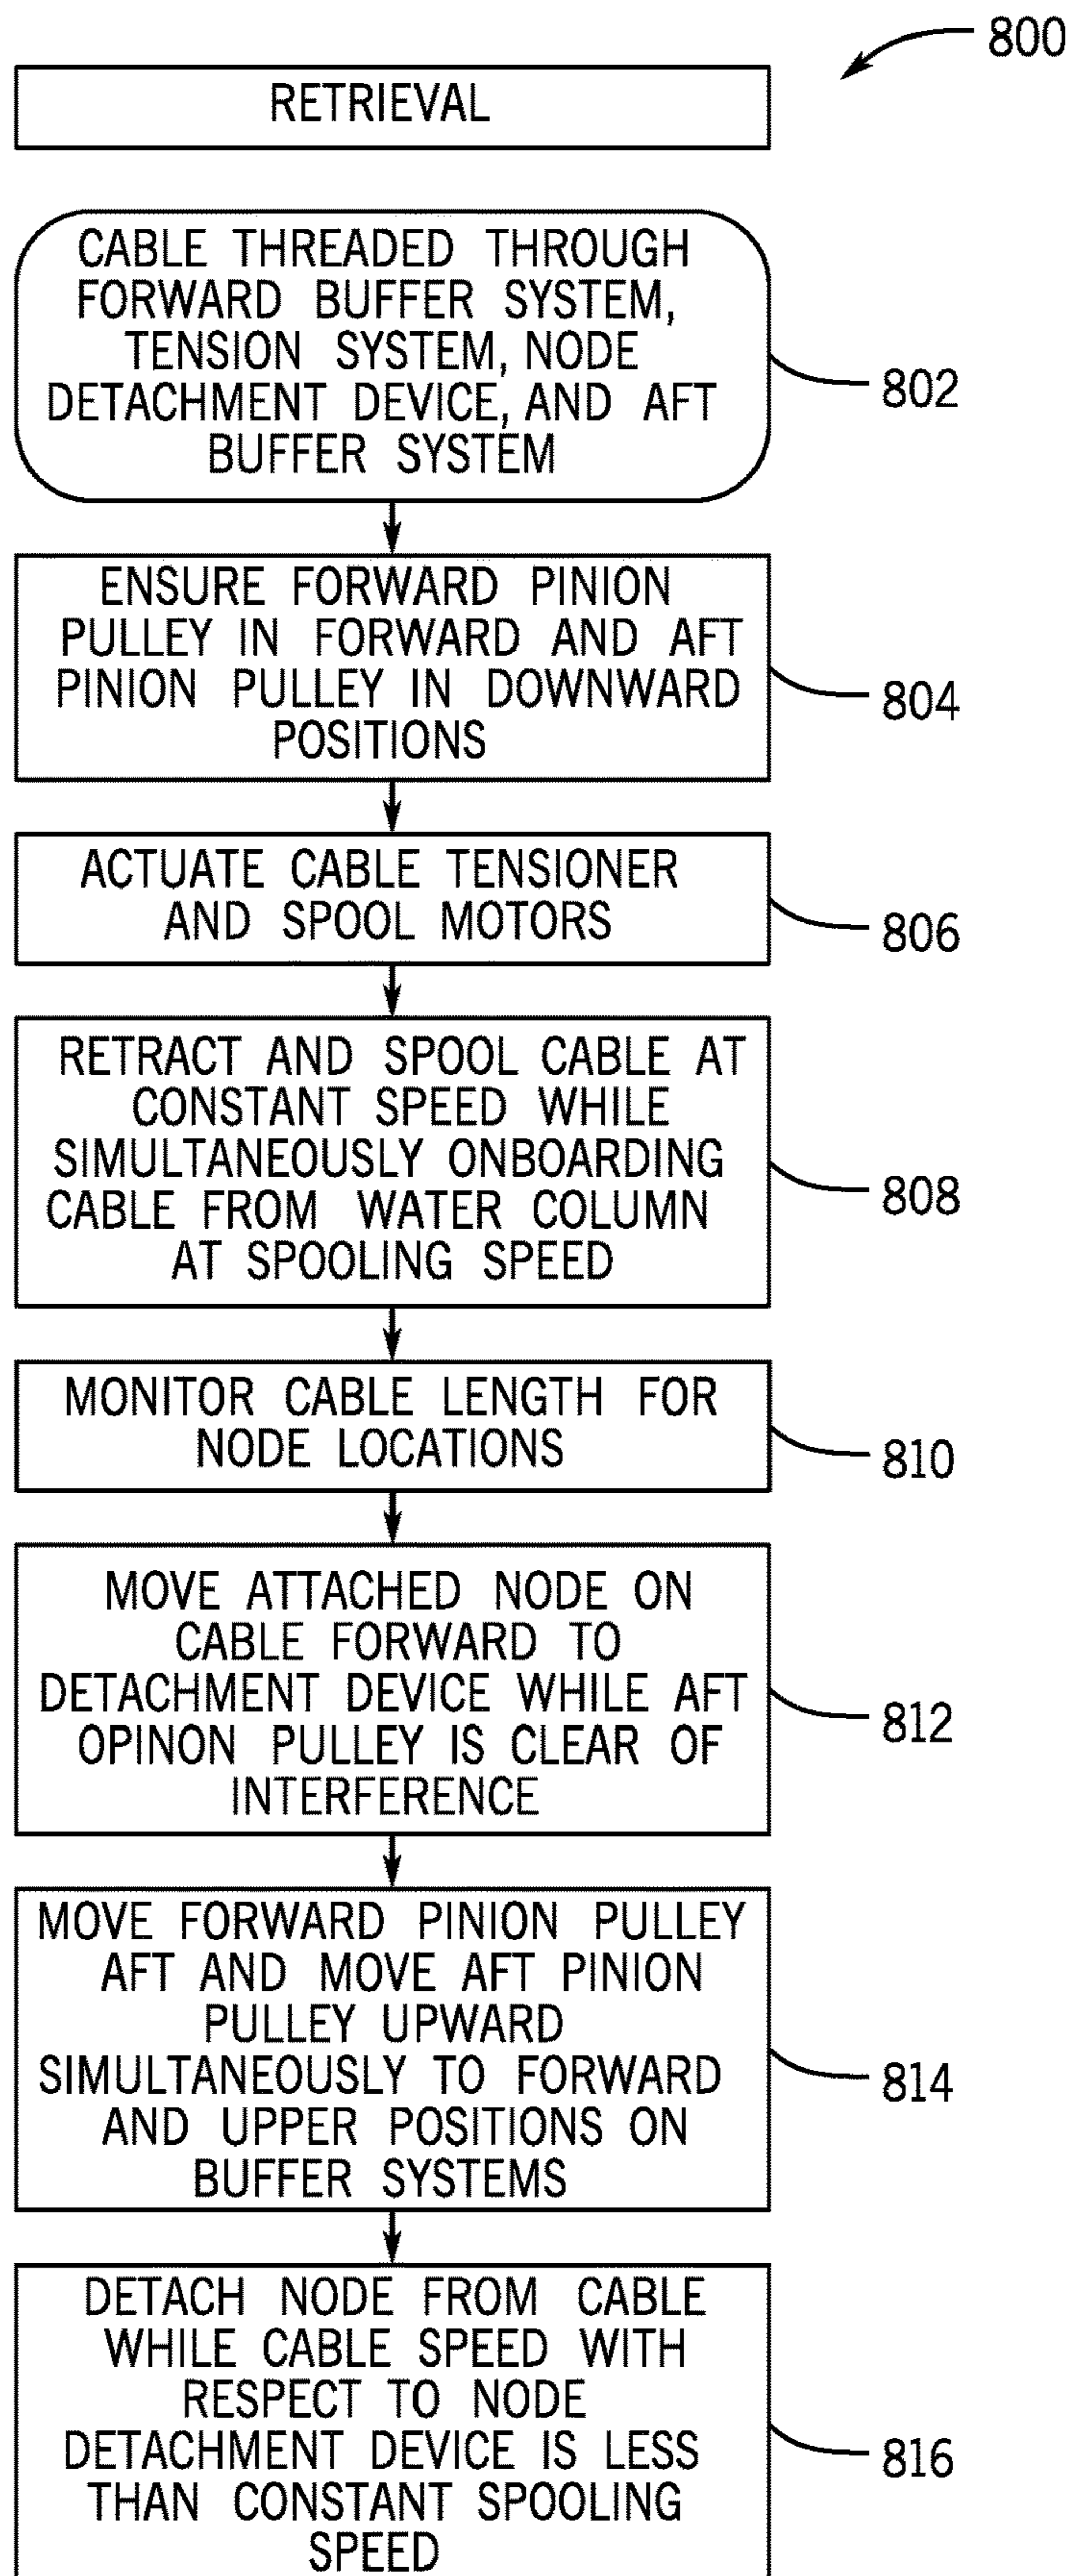 800
RETRIEVAL
CABLE THREADED THROUGH
FORWARD BUFFER SYSTEM,
TENSION SYSTEM, NODE
DETACHMENT DEVICE, AND AFT
BUFFER SYSTEM
802
ENSURE FORWARD PINION
PULLEY IN FORWARD AND AFT
PINION PULLEY IN DOWNWARD
POSITIONS
804
ACTUATE CABLE TENSIONER
AND SPOOL MOTORS
806
RETRACT AND SPOOL CABLE AT
CONSTANT SPEED WHILE
SIMULTANEOUSLY ONBOARDING
CABLE FROM WATER COLUMN
AT SPOOLING SPEED
808
MONITOR CABLE LENGTH FOR
NODE LOCATIONS
810
MOVE ATTACHED NODE ON
CABLE FORWARD TO
DETACHMENT DEVICE WHILE AFT
OPINON PULLEY IS CLEAR OF
INTERFERENCE
812
MOVE FORWARD PINION PULLEY
AFT AND MOVE AFT PINION
PULLEY UPWARD
SIMULTANEOUSLY TO FORWARD
AND UPPER POSITIONS ON
BUFFER SYSTEMS
814
DETACH NODE FROM CABLE
WHILE CABLE SPEED WITH
RESPECT TO NODE
DETACHMENT DEVICE IS LESS
THAN CONSTANT SPOOLING
SPEED
816